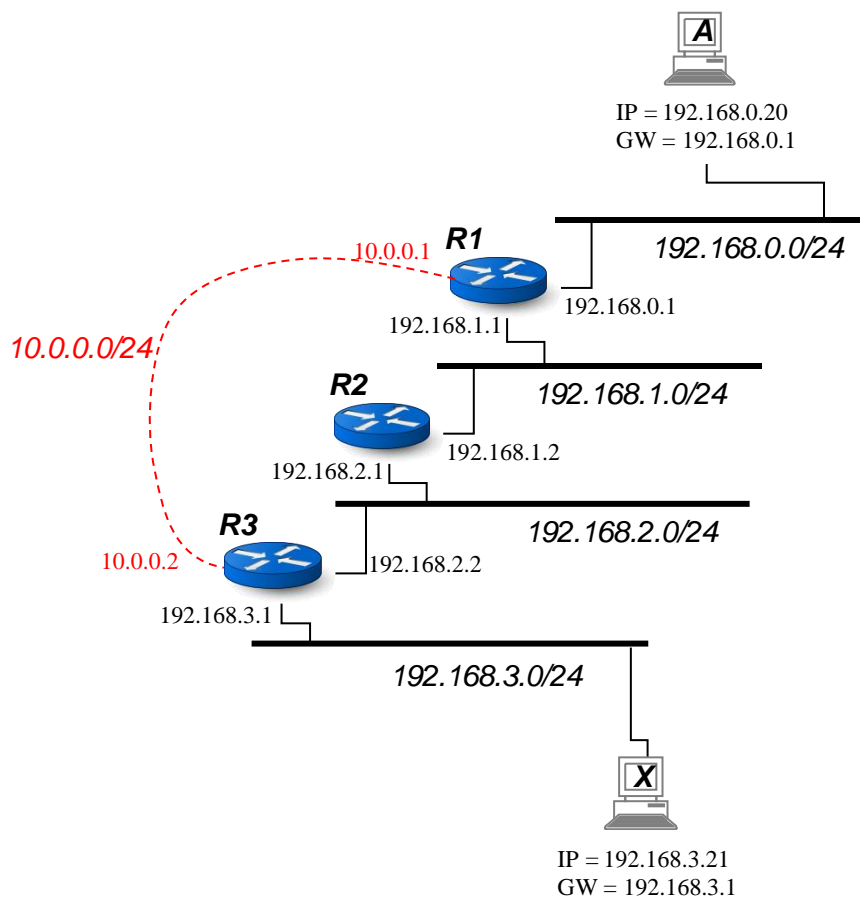 A
IP = 192.168.0.20
GW = 192.168.0.1
R1
10.0.0.1
192.168.0.0/24
192.168.0.1
192.168.1.1
10.0.0.0/24
R2
192.168.1.0/24
192.168.1.2
192.168.2.1
R3
192.168.2.0/24
10.0.0.2
192.168.2.2
192.168.3.1
192.168.3.0/24
X
IP = 192.168.3.21
GW = 192.168.3.1